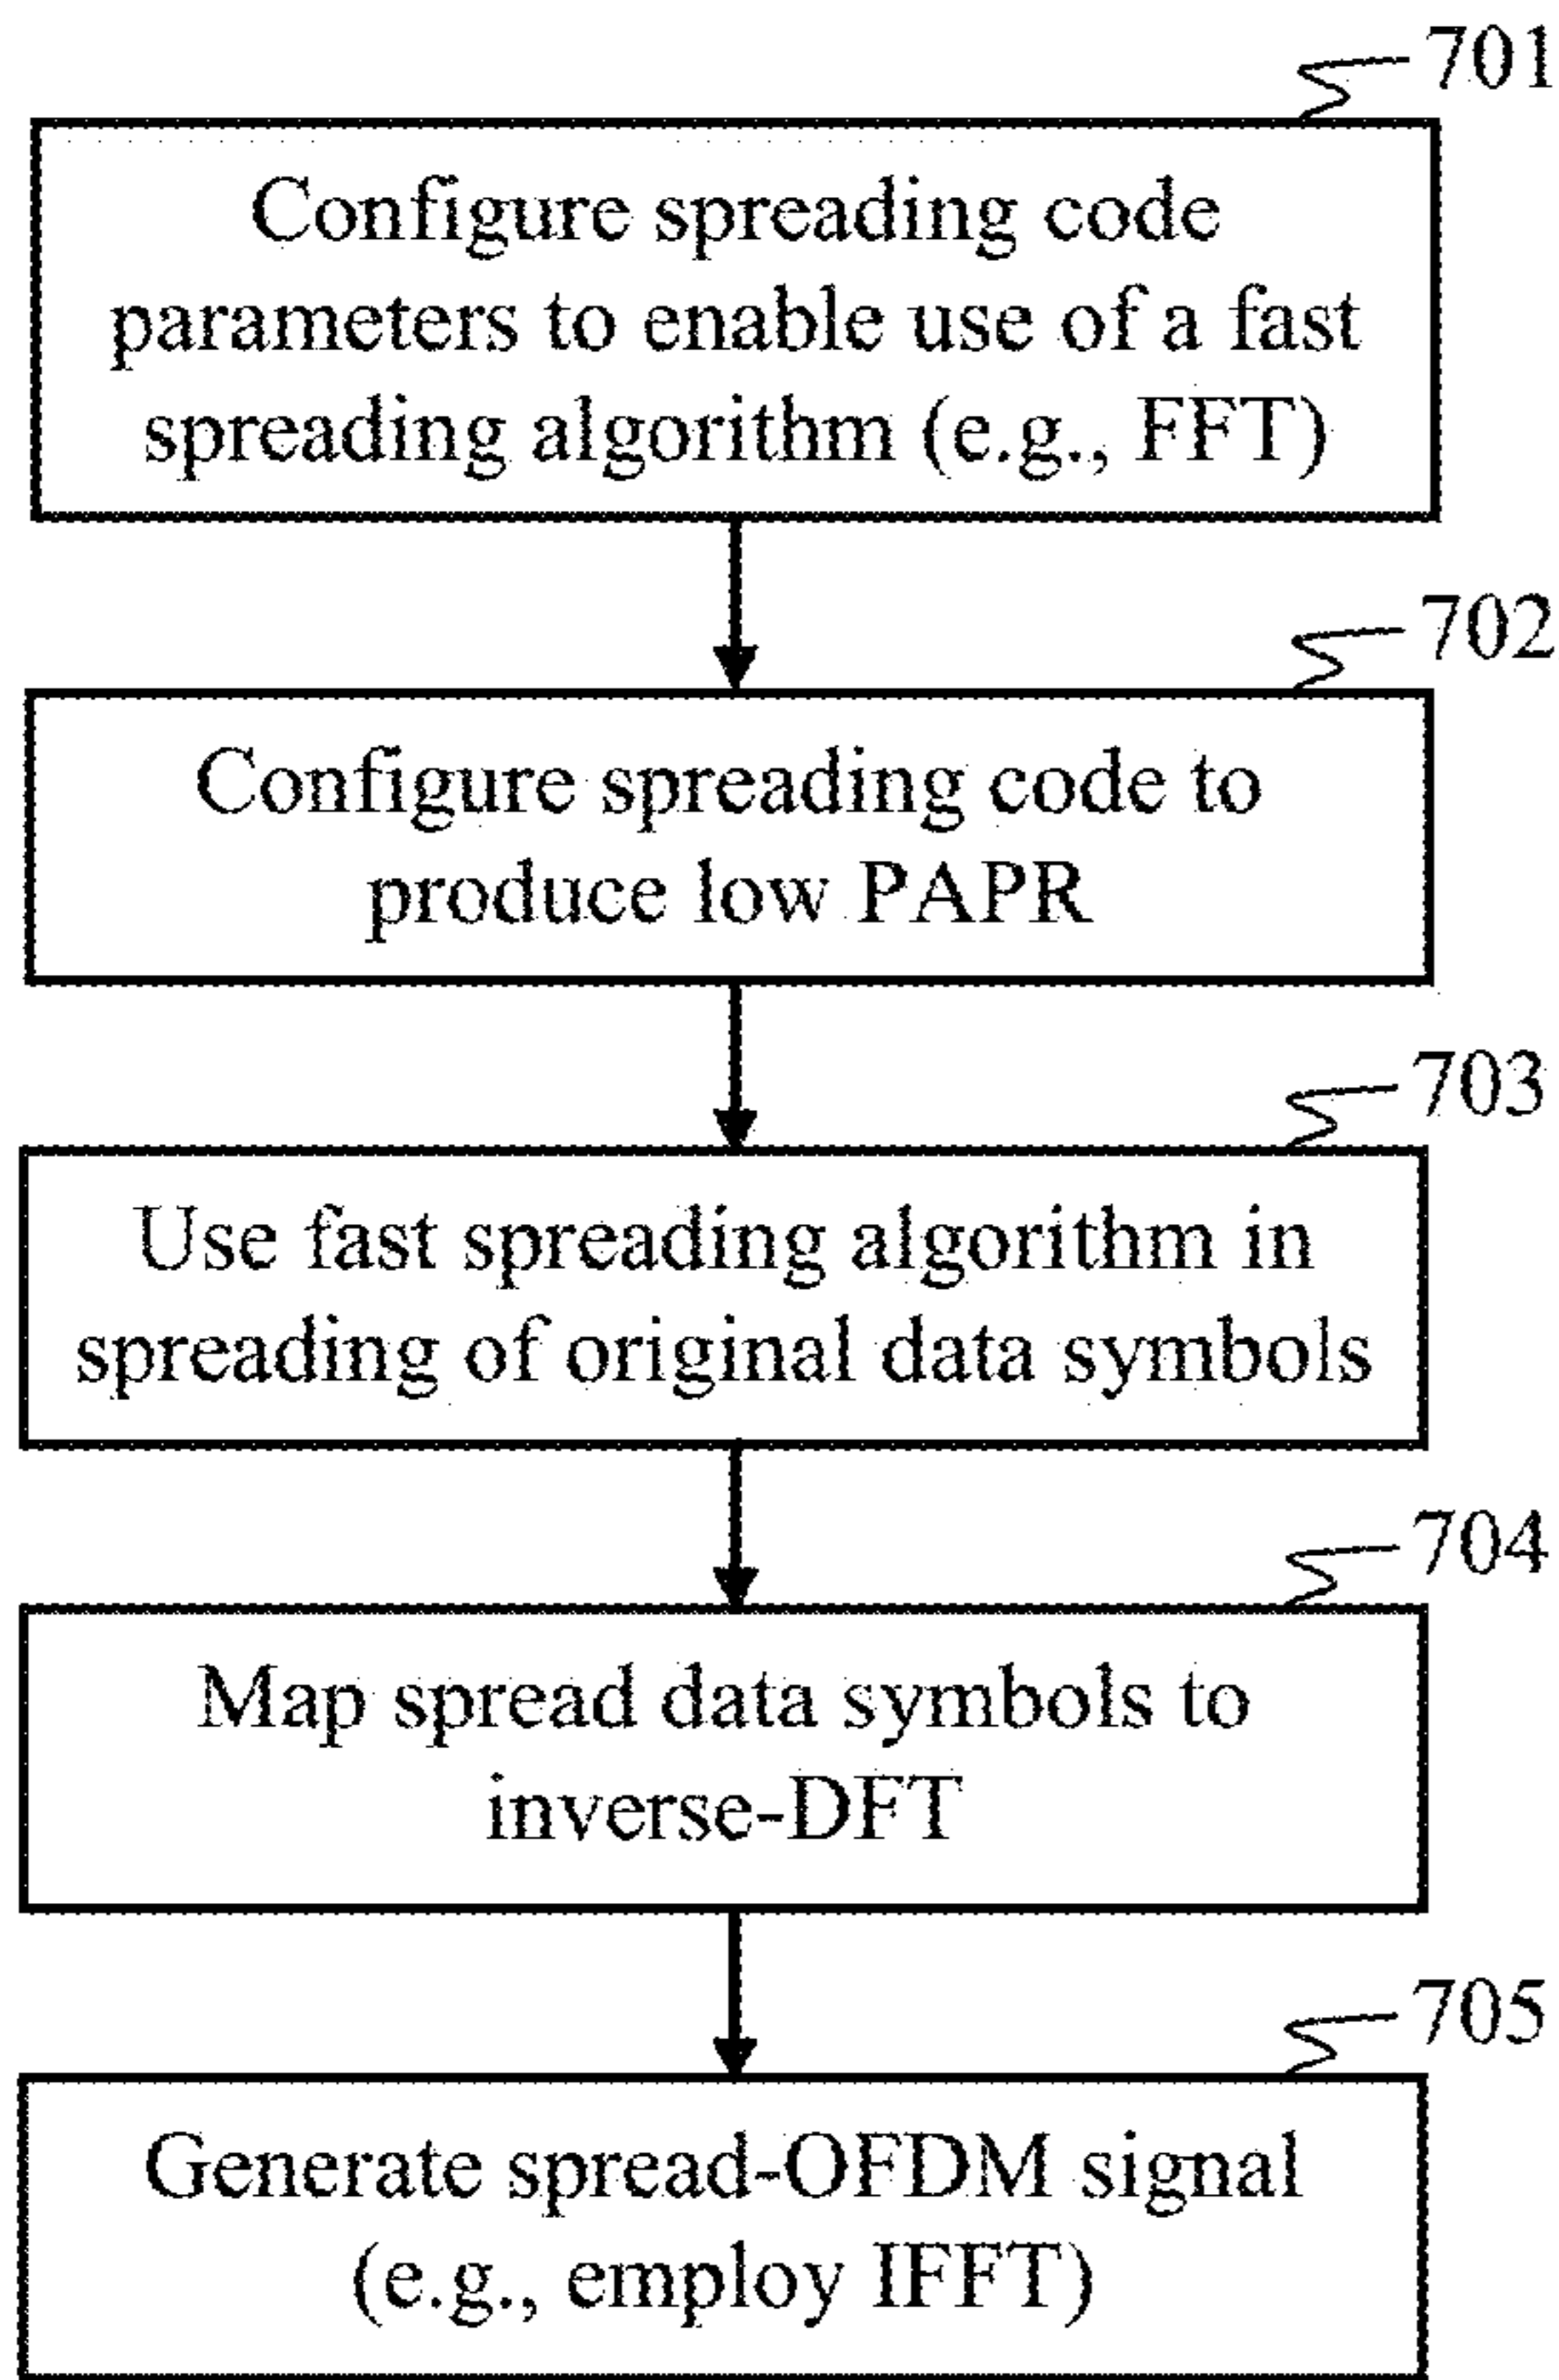 701
Configure spreading code
parameters to enable use of a fast
spreading algorithm (e.g., FFT)
702
Configure spreading code to
produce low PAPR
703
Use fast spreading algorithm in
spreading of original data symbols
704
Map spread data symbols to
inverse-DFT
705
Generate spread-OFDM signal
(e.g., employ IFFT)